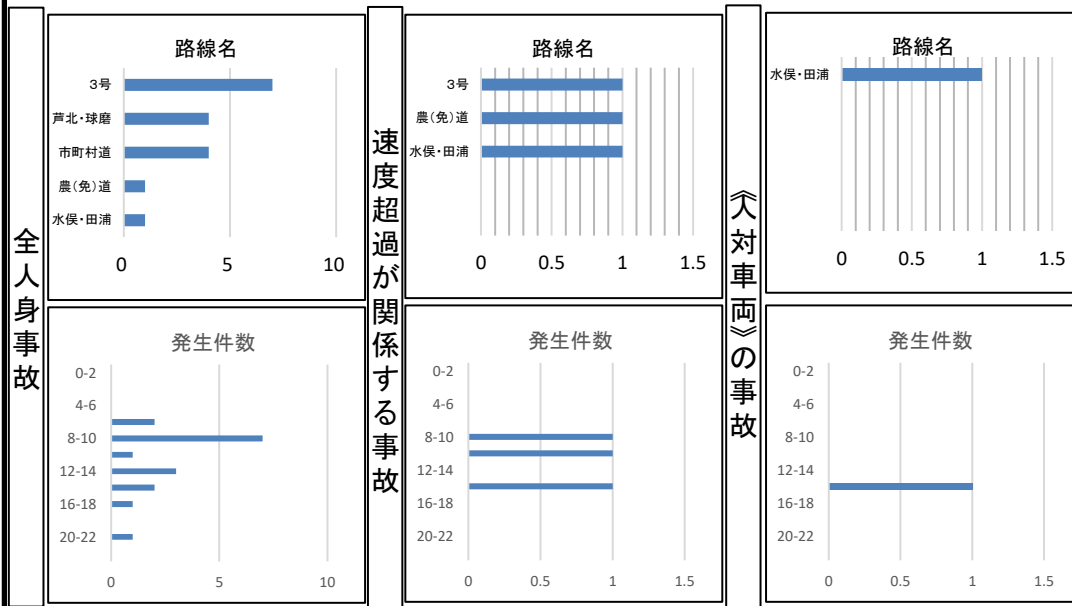 全人身事故
路線名
3号
芦北・球磨
市町村道
農(免)道
水俣・田浦
0 5 10
発生件数
0-2
4-6
8-10
12-14
16-18
20-22
0 5 10
速度超過が関係する事故
路線名
3号
農(免)道
水俣・田浦
0 0.5 1 1.5
発生件数
0-2
4-6
8-10
12-14
16-18
20-22
0 0.5 1 1.5
《人対車両》の事故
路線名
水俣・田浦
0 0.5 1 1.5
発生件数
0-2
4-6
8-10
12-14
16-18
20-22
0 0.5 1 1.5